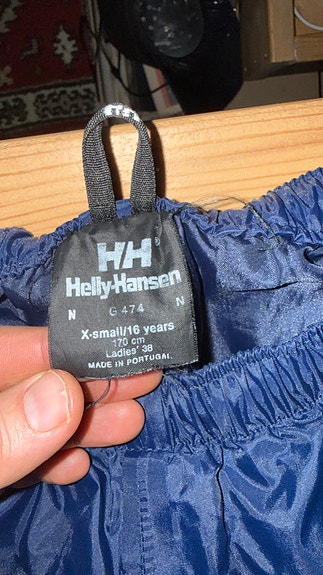 HH
Helly-Hansen
N G 474 N
X-small/16 years
170 cm
Ladies' 38
MADE IN PORTUGAL